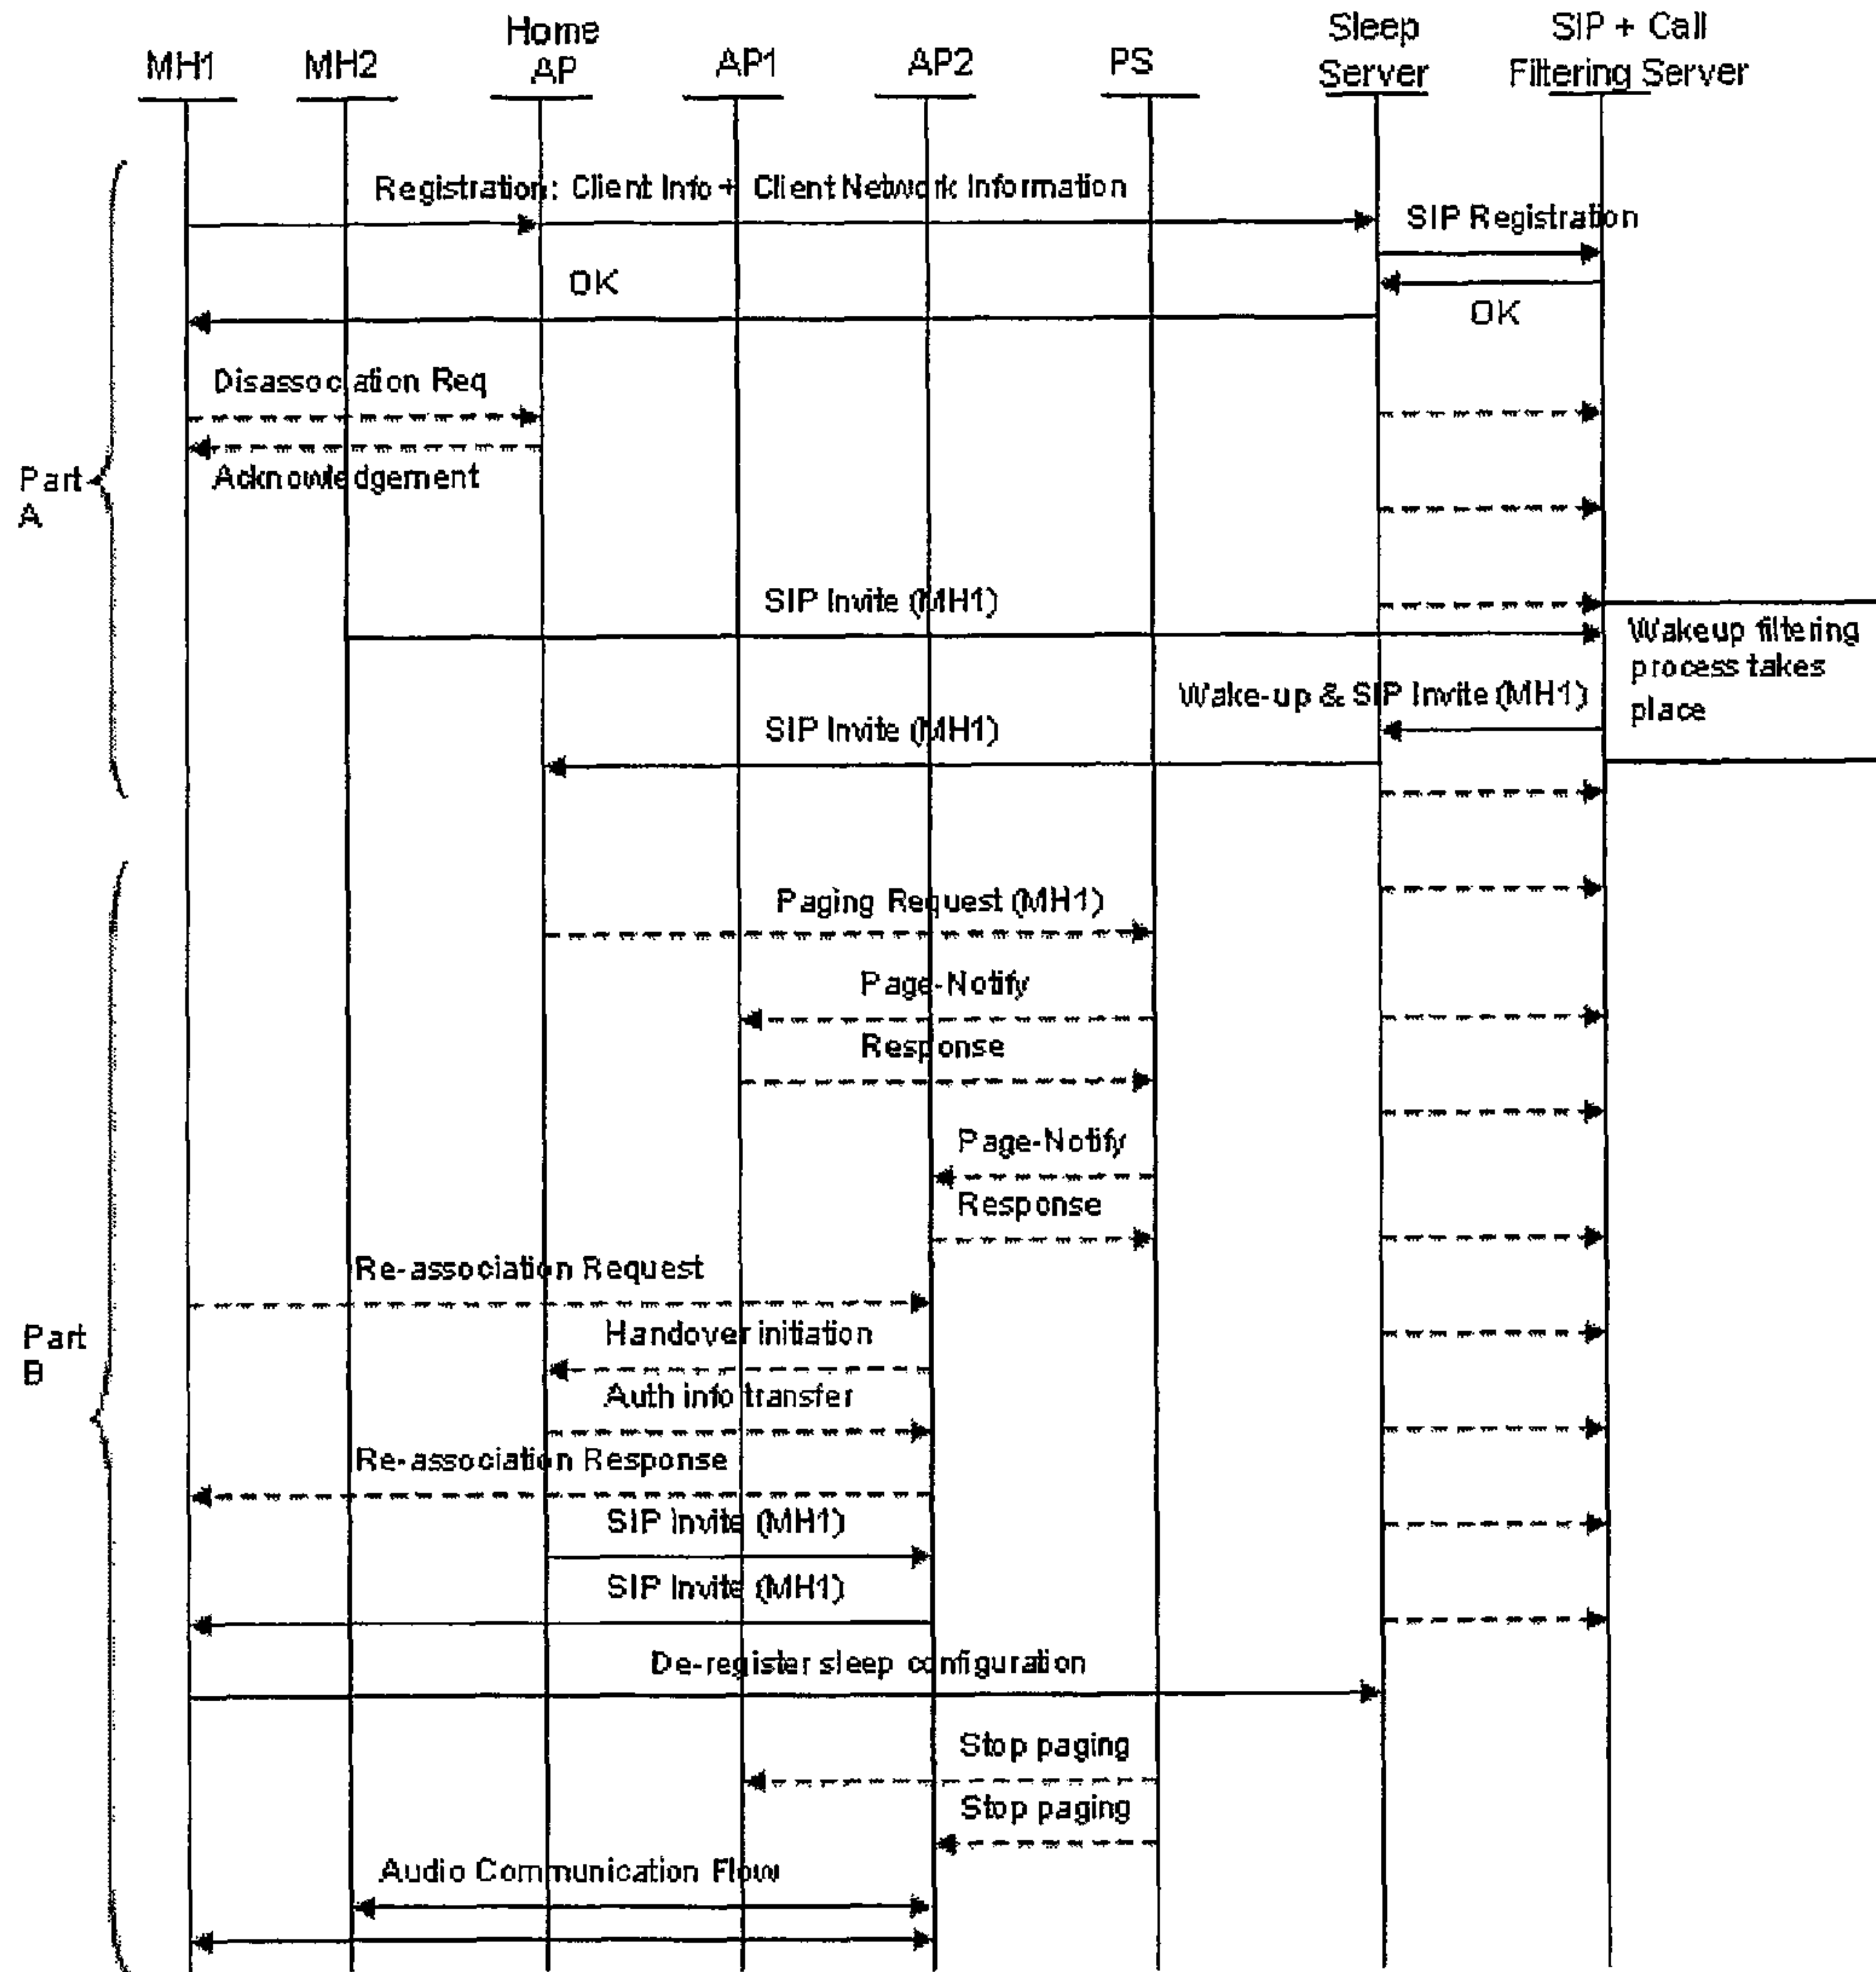 MH1
MH2
Home
AP
AP1
AP2
PS
Sleep
Server
SIP + Call
Filtering Server
Registration: Client Info + Client Network Information
SIP Registration
OK
OK
Disassociation Req
Acknowledgement
Part
A
SIP Invite (MH1)
Wakeup filtering
process takes
place
Wake-up & SIP Invite (MH1)
SIP Invite (MH1)
Paging Request (MH1)
Page-Notify
Response
Page-Notify
Response
Re-association Request
Part
B
Handover initiation
Auth info transfer
Re-association Response
SIP Invite (MH1)
SIP Invite (MH1)
De-register sleep configuration
Stop paging
Stop paging
Audio Communication Flow